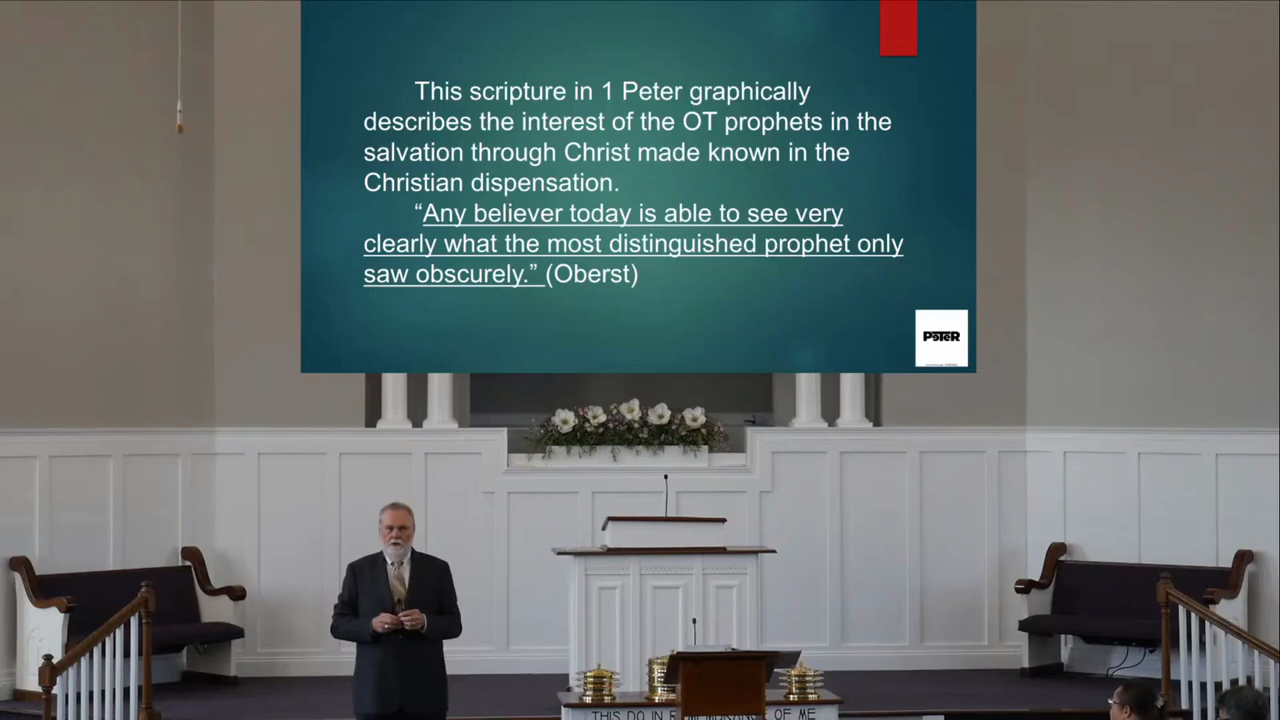 This scripture in 1 Peter graphically
describes the interest of the OT prophets in the
salvation through Christ made known in the
Christian dispensation.
“Any believer today is able to see very
clearly what the most distinguished prophet only
saw obscurely.” (Oberst)
PeTeR
THIS DO IN OF ME